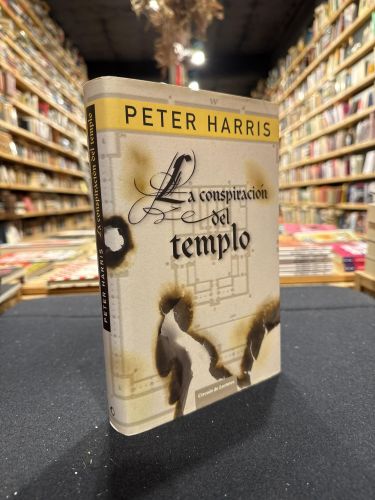 PETER HARRIS
La conspiración
del
templo
Círculo de Lectores
PETER HARRIS La conspiración del templo
W